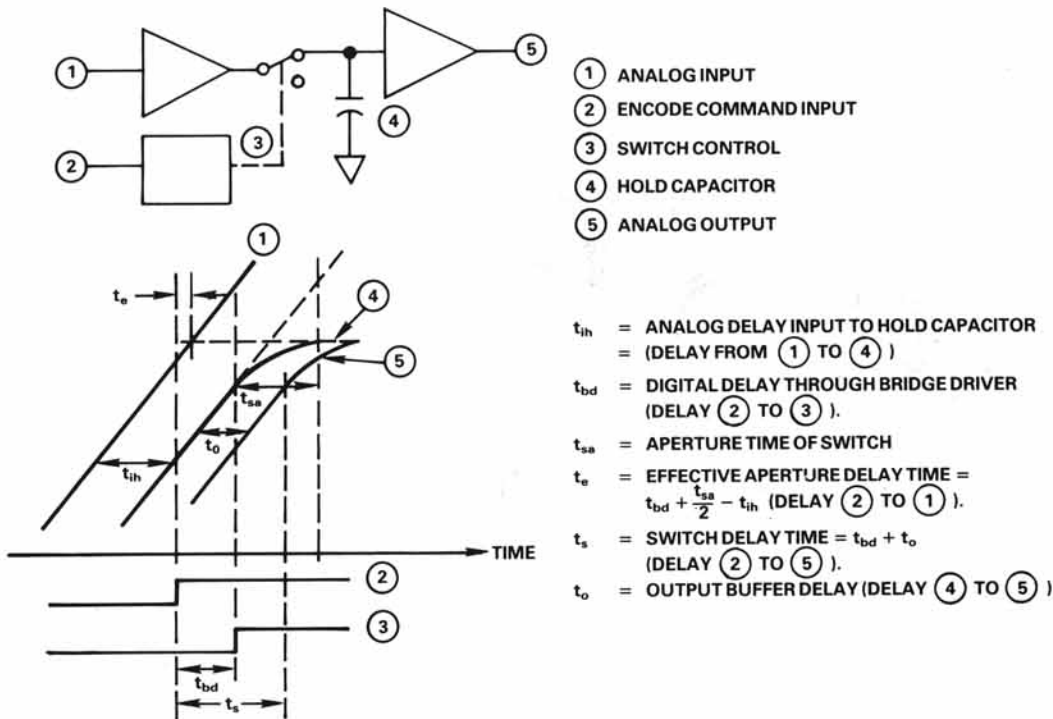 ①
②
③
④
⑤
① ANALOG INPUT
② ENCODE COMMAND INPUT
③ SWITCH CONTROL
④ HOLD CAPACITOR
⑤ ANALOG OUTPUT
①
te
④
⑤
tsa
to
tih
TIME
②
③
tbd
ts
tih = ANALOG DELAY INPUT TO HOLD CAPACITOR
= (DELAY FROM ① TO ④ )
tbd = DIGITAL DELAY THROUGH BRIDGE DRIVER
(DELAY ② TO ③ ).
tsa = APERTURE TIME OF SWITCH
te = EFFECTIVE APERTURE DELAY TIME =
tbd + tsa/2 – tih (DELAY ② TO ① ).
ts = SWITCH DELAY TIME = tbd + to
(DELAY ② TO ⑤ ).
to = OUTPUT BUFFER DELAY (DELAY ④ TO ⑤ )